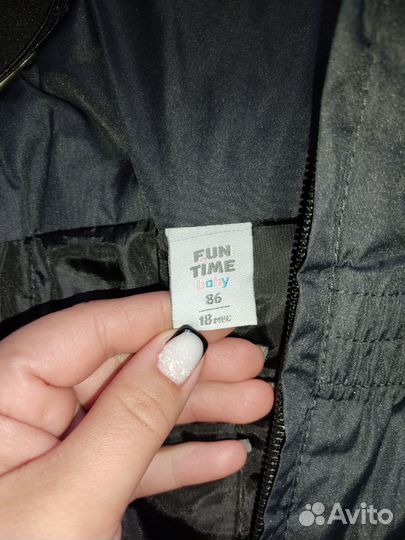 FUN
TIME
baby
86
18 мес
Avito